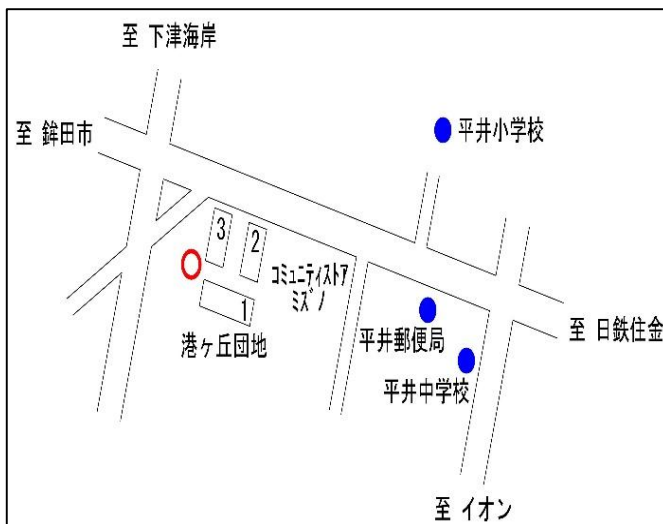 至 下津海岸
至 鉾田市
平井小学校
3
2
コミュニティストア
ミズノ
1
港ヶ丘団地
平井郵便局
至 日鉄住金
平井中学校
至 イオン